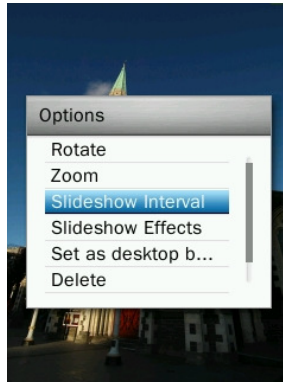 Options
Rotate
Zoom
Slideshow Interval
Slideshow Effects
Set as desktop b...
Delete